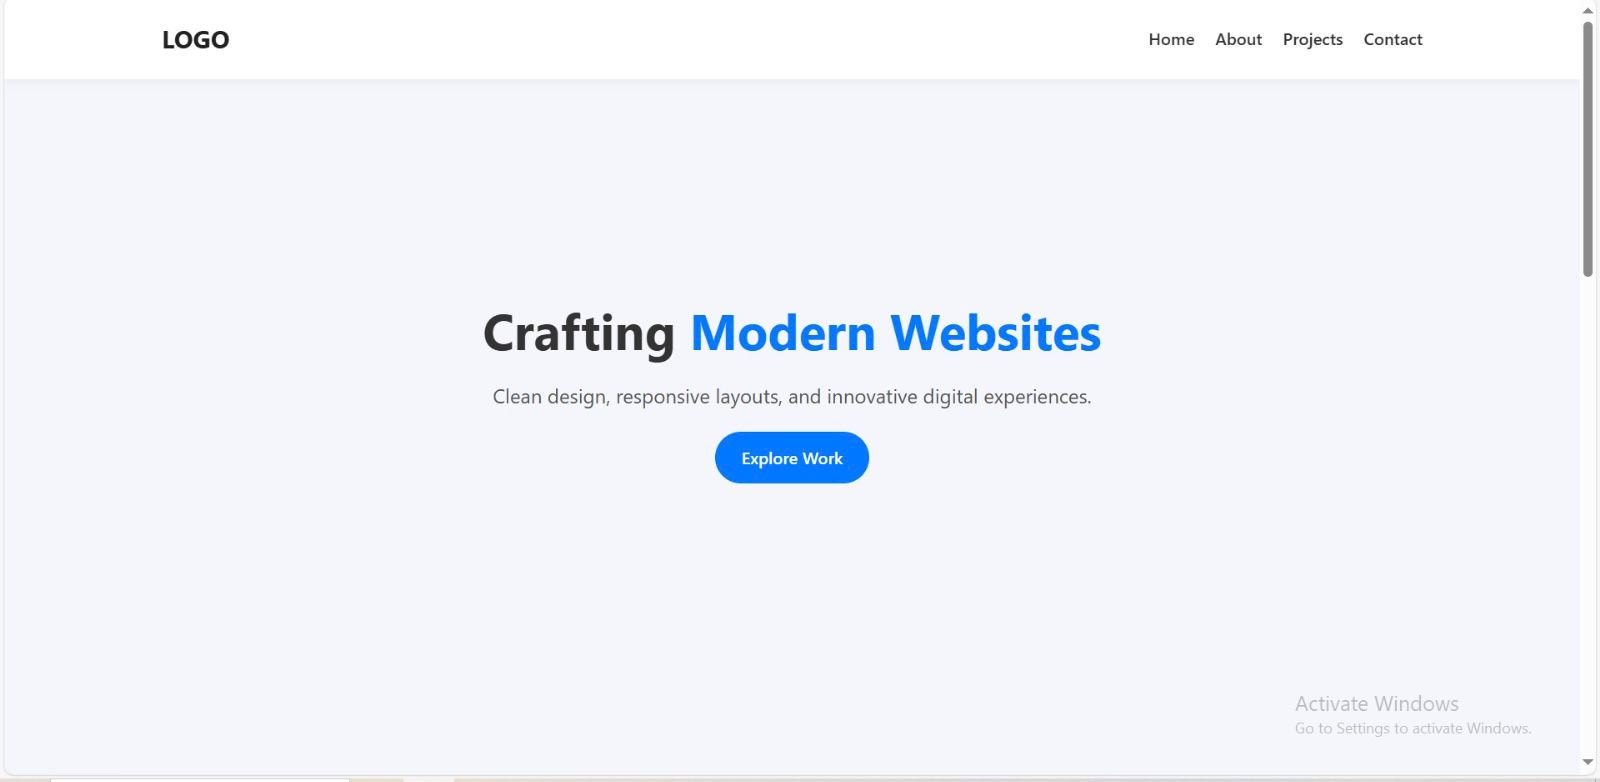 LOGO
Home About Projects Contact
Crafting Modern Websites
Clean design, responsive layouts, and innovative digital experiences.
Explore Work
Activate Windows
Go to Settings to activate Windows.